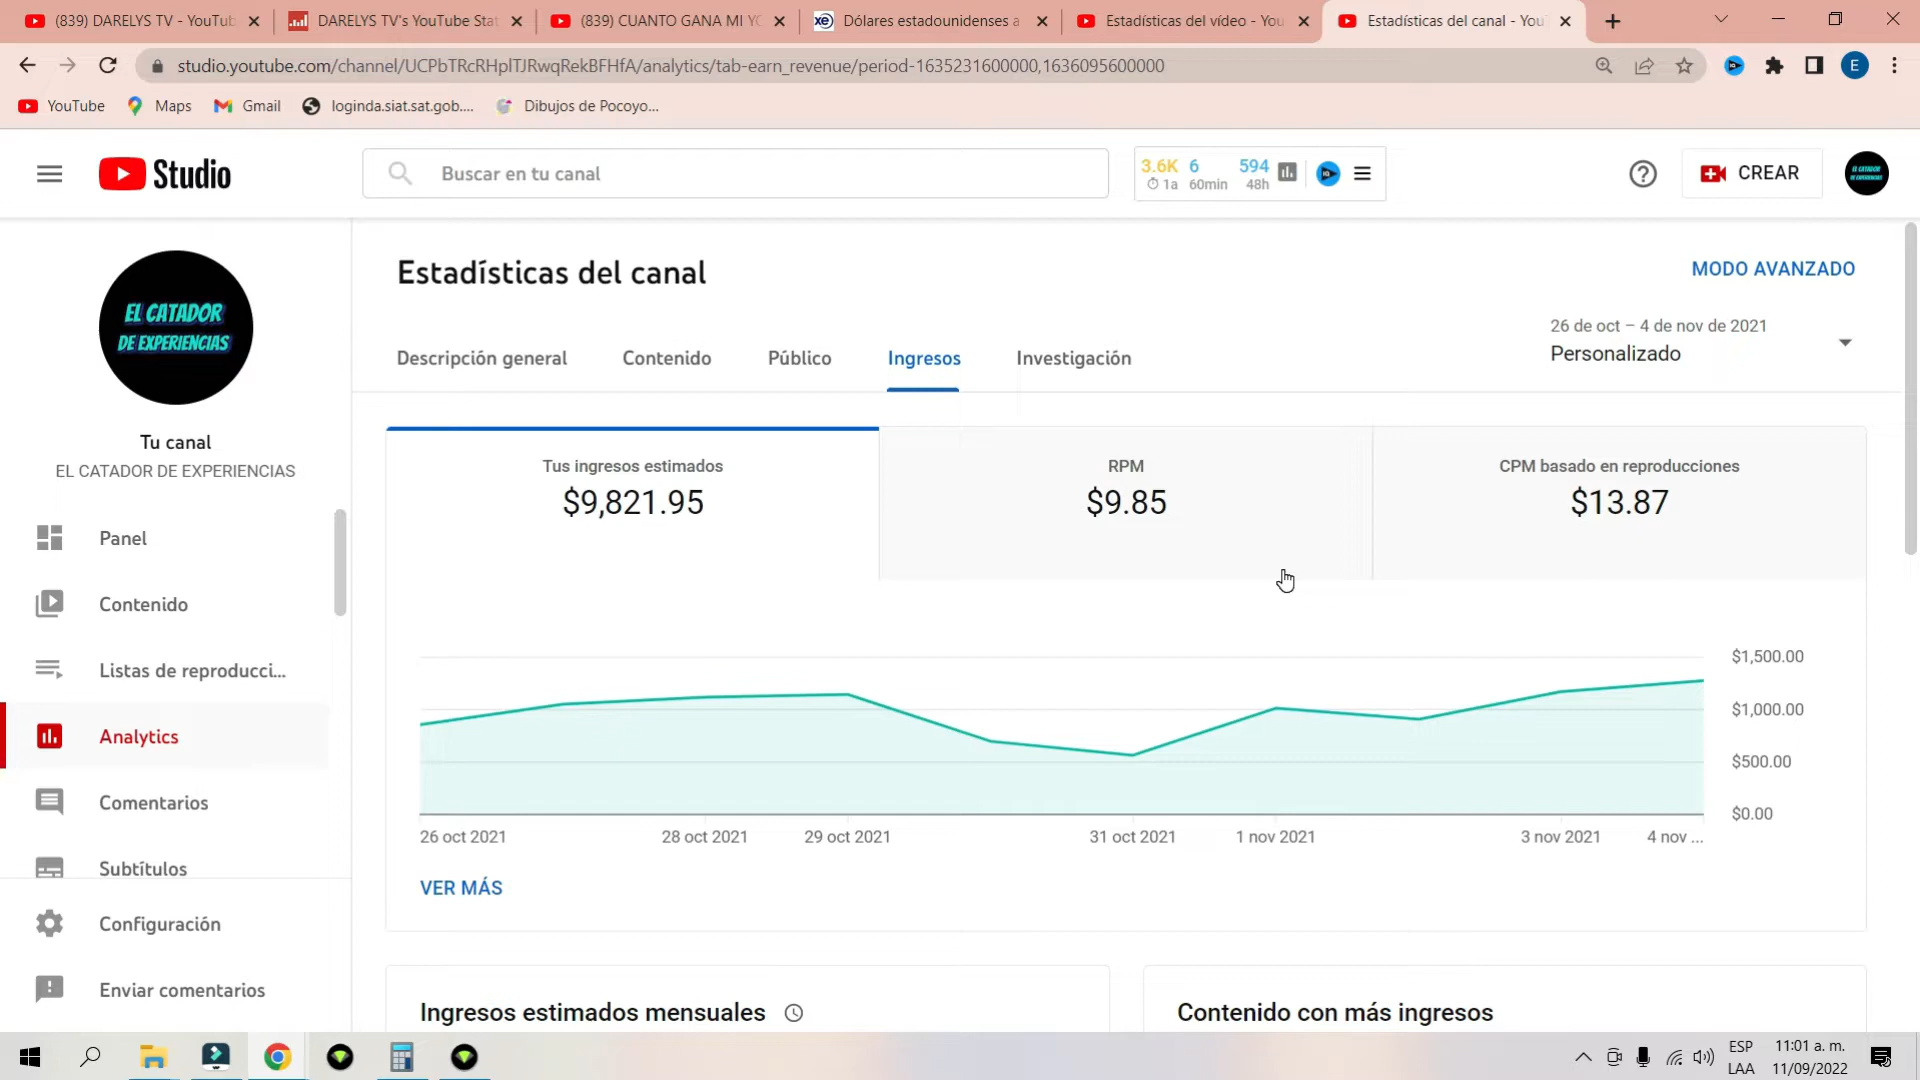 (839) DARELYS TV - YouTub
DARELYS TV's YouTube Stat
(839) CUANTO GANA MI YO
Dólares estadounidenses a
Estadísticas del vídeo - You
Estadísticas del canal - You
studio.youtube.com/channel/UCPbTRcRHplTJRwqRekBFHfA/analytics/tab-earn_revenue/period-1635231600000,1636095600000
E
YouTube
Maps
Gmail
loginda.siat.sat.gob....
Dibujos de Pocoyo...
Studio
Buscar en tu canal
3.6K 6 594
1a 60min 48h
CREAR
EL CATADOR
DE EXPERIENCIAS
Tu canal
EL CATADOR DE EXPERIENCIAS
Panel
Contenido
Listas de reproducci...
Analytics
Comentarios
Subtítulos
Configuración
Enviar comentarios
Estadísticas del canal
MODO AVANZADO
26 de oct – 4 de nov de 2021
Personalizado
Descripción general
Contenido
Público
Ingresos
Investigación
Tus ingresos estimados
$9,821.95
RPM
$9.85
CPM basado en reproducciones
$13.87
$1,500.00
$1,000.00
$500.00
$0.00
26 oct 2021
28 oct 2021
29 oct 2021
31 oct 2021
1 nov 2021
3 nov 2021
4 nov ...
VER MÁS
Ingresos estimados mensuales
Contenido con más ingresos
ESP
LAA
11:01 a. m.
11/09/2022